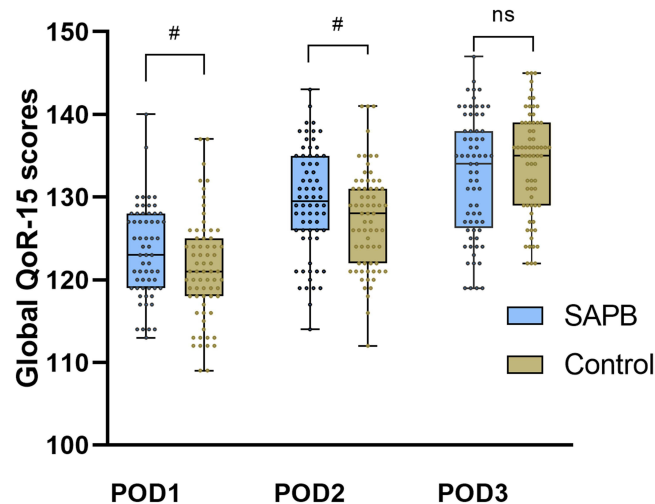 ns
#
#
150
140
130
120
110
100
Global QoR-15 scores
SAPB
Control
POD1
POD2
POD3